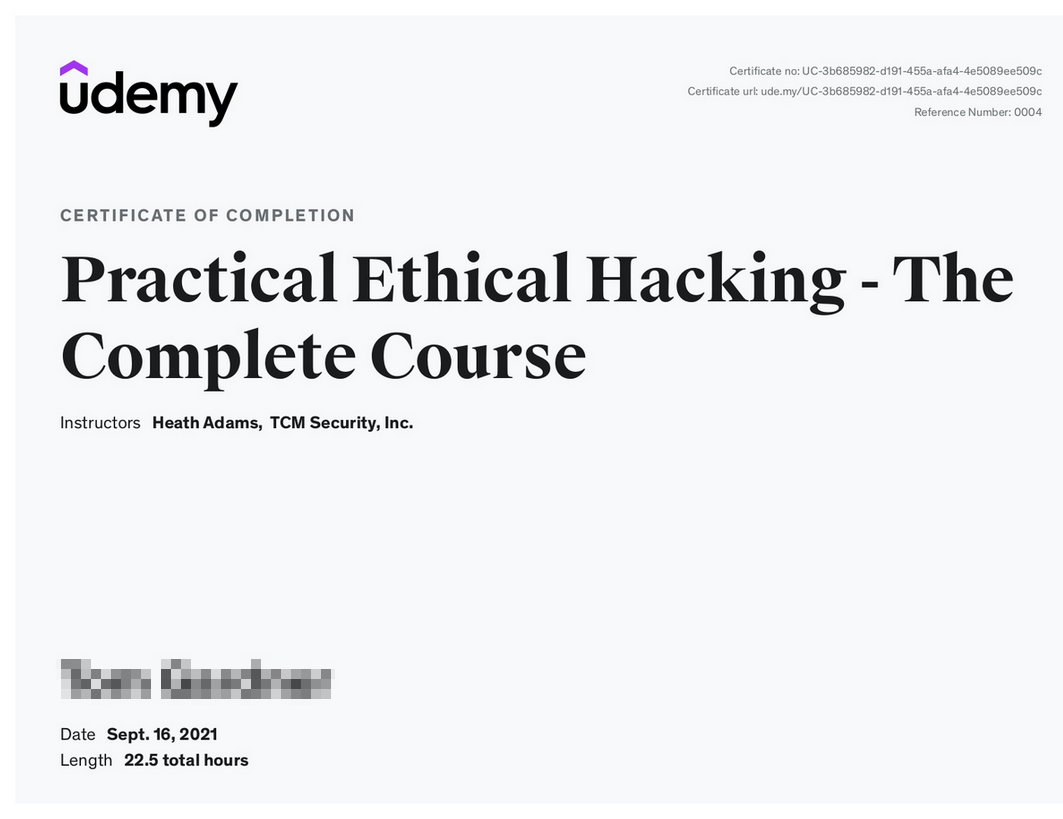 udemy
Certificate no: UC-3b685982-d191-455a-afa4-4e5089ee509c
Certificate url: ude.my/UC-3b685982-d191-455a-afa4-4e5089ee509c
Reference Number: 0004
CERTIFICATE OF COMPLETION
Practical Ethical Hacking - The
Complete Course
Instructors Heath Adams, TCM Security, Inc.
Date Sept. 16, 2021
Length 22.5 total hours